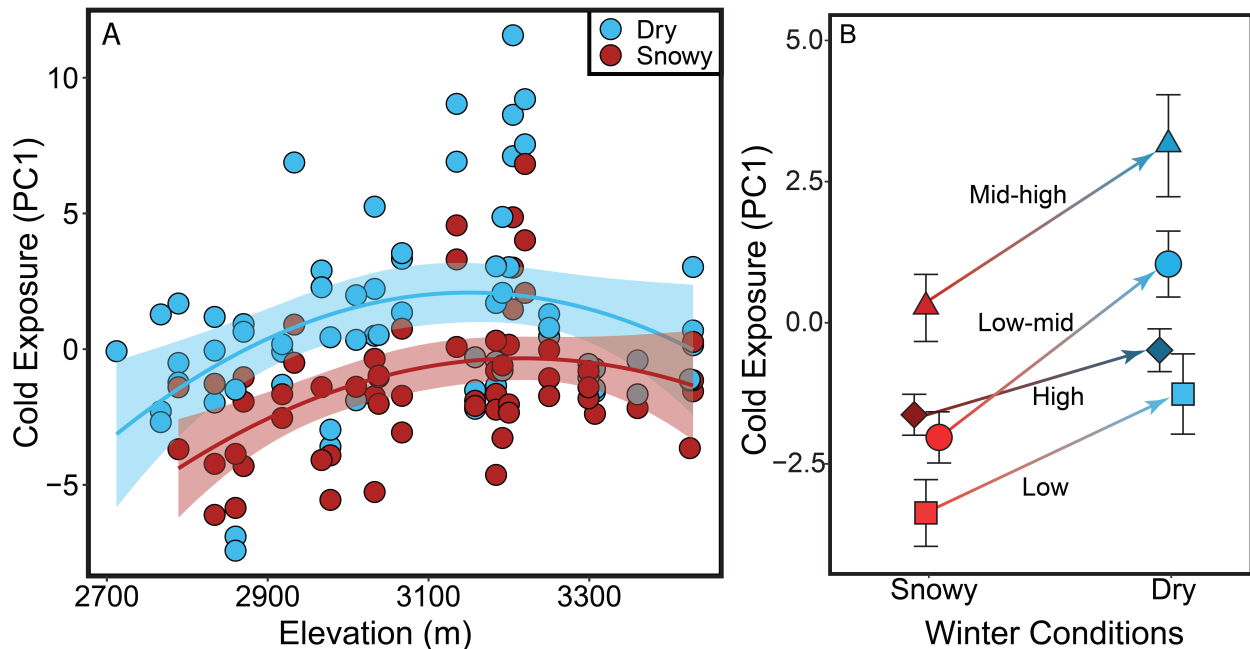 A
Dry
Snowy
10
5
0
−5
Cold Exposure (PC1)
2700
2900
3100
3300
Elevation (m)
B
5.0
2.5
0.0
−2.5
Cold Exposure (PC1)
Mid-high
Low-mid
High
Low
Snowy
Dry
Winter Conditions